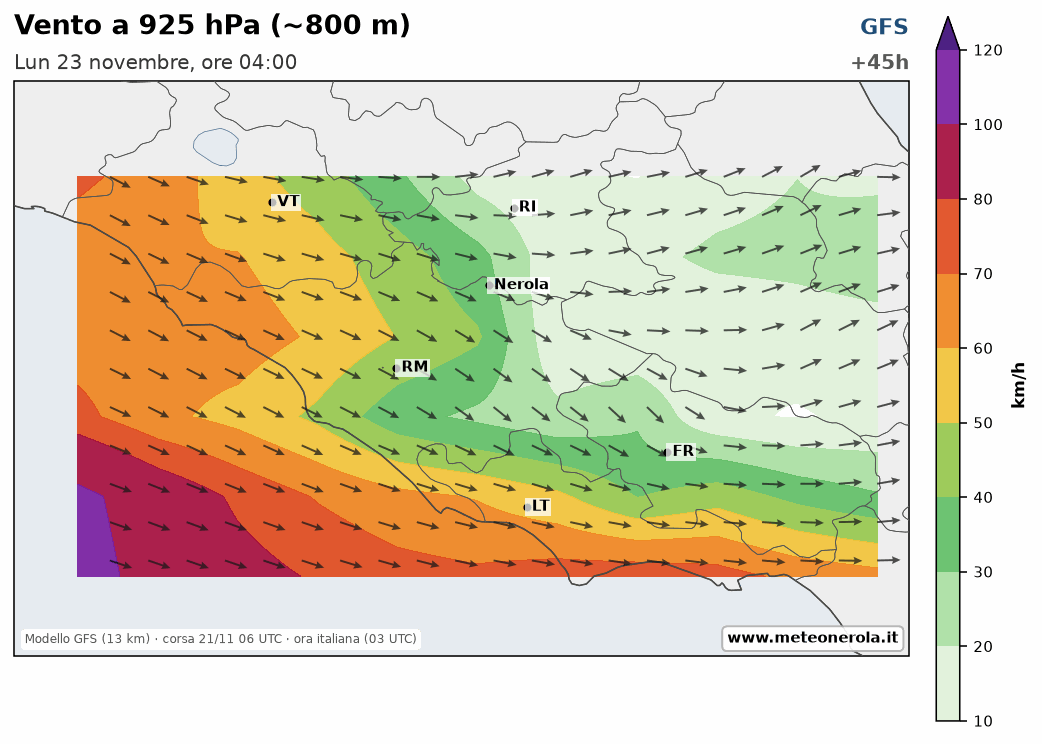 Vento a 925 hPa (~800 m)
GFS
Lun 23 novembre, ore 04:00
+45h
VT
RI
Nerola
RM
FR
LT
120
100
80
70
60
50
40
30
20
10
km/h
Modello GFS (13 km) · corsa 21/11 06 UTC · ora italiana (03 UTC)
www.meteonerola.it